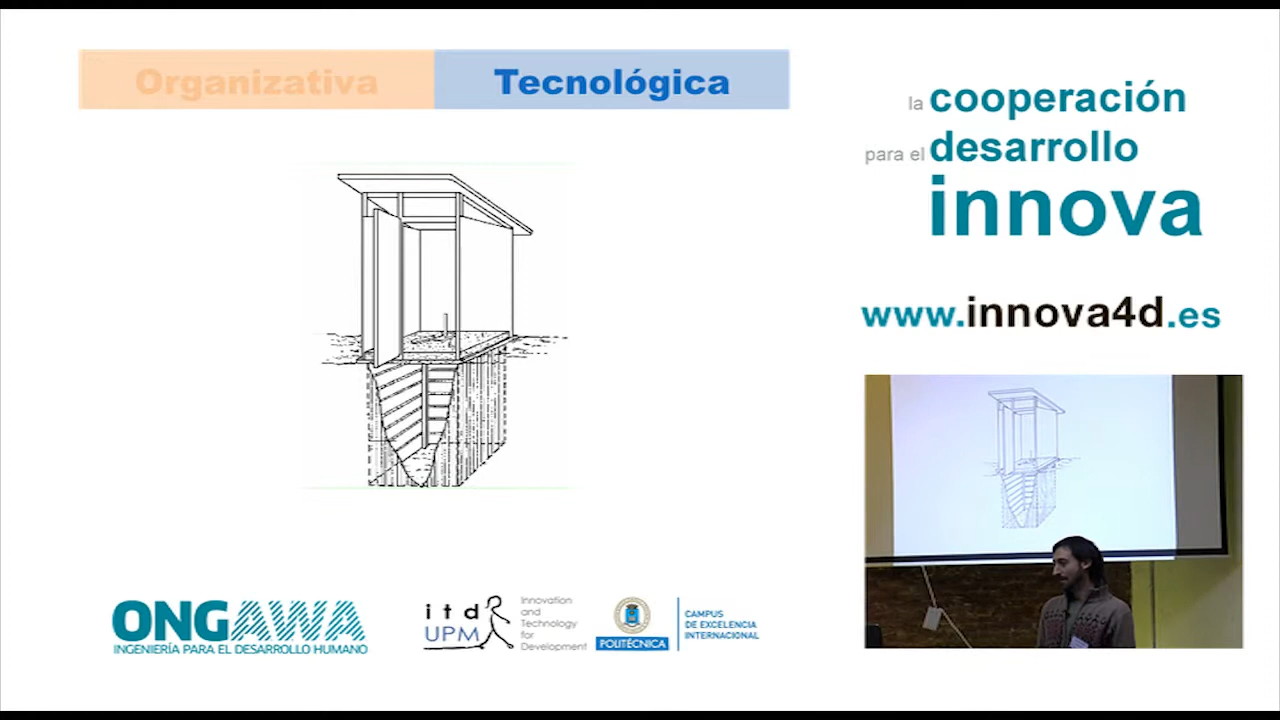 Organizativa
Tecnológica
la cooperación
para el desarrollo
innova
www.innova4d.es
ONGAWA
INGENIERÍA PARA EL DESARROLLO HUMANO
itd
UPM
Innovation
and
Technology
for
Development
POLITÉCNICA
CAMPUS
DE EXCELENCIA
INTERNACIONAL